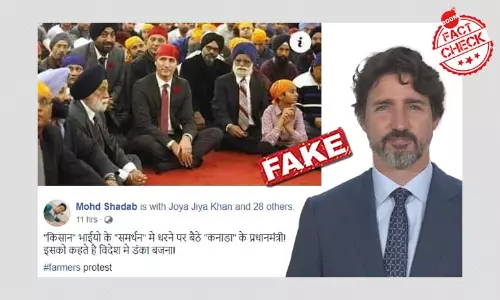 BOOM
FACT
CHECK
i
FAKE
Mohd Shadab is with Joya Jiya Khan and 28 others.
11 hrs ·
"किसान" भाईयो के "समर्थन" मे धरने पर बैठे "कनाडा" के प्रधानमंत्री!
इसको कहते है विदेश मे डंका बजना।
#farmers protest